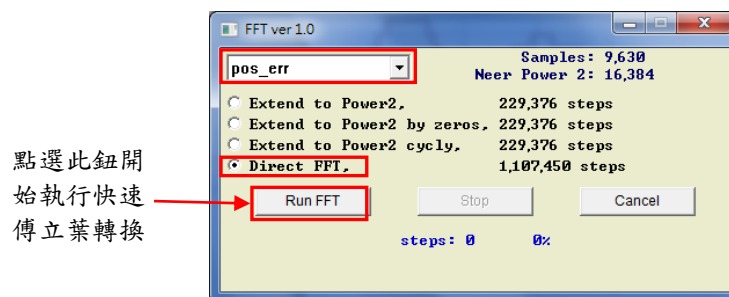 FFT ver 1.0
pos_err
Samples: 9,630
Neer Power 2: 16,384
Extend to Power2, 229,376 steps
Extend to Power2 by zeros, 229,376 steps
Extend to Power2 cycly, 229,376 steps
Direct FFT, 1,107,450 steps
Run FFT Stop Cancel
steps: 0 0%
點選此鈕開
始執行快速
傅立葉轉換